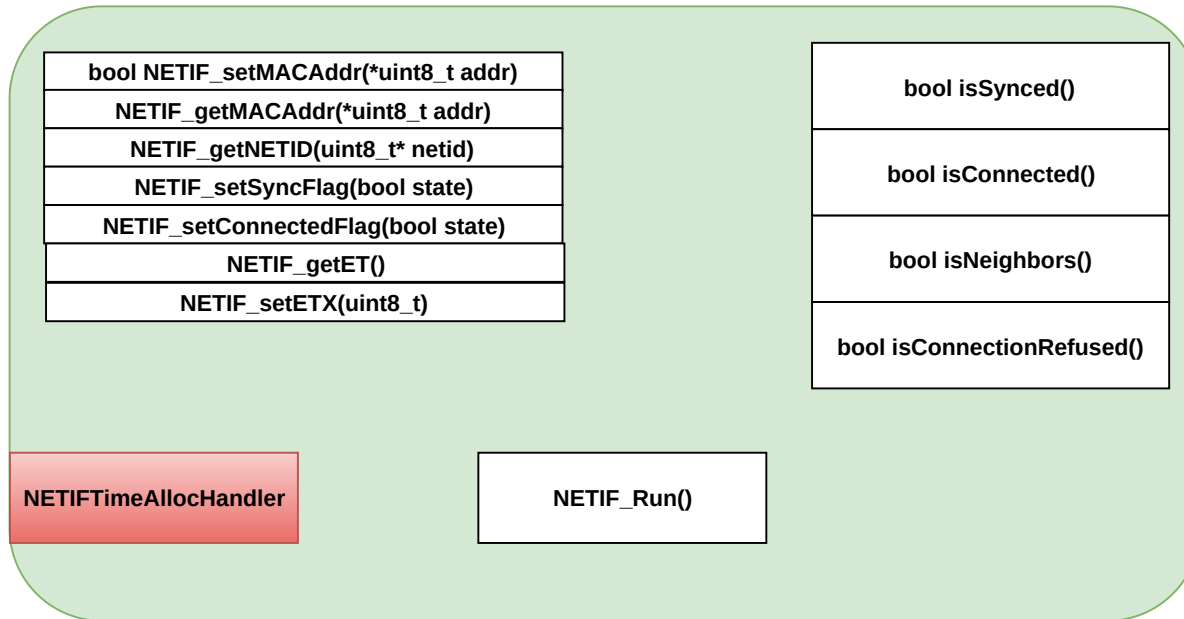 bool NETIF_setMACAddr(*uint8_t addr)
NETIF_getMACAddr(*uint8_t addr)
NETIF_getNETID(uint8_t* netid)
NETIF_setSyncFlag(bool state)
NETIF_setConnectedFlag(bool state)
NETIF_getET()
NETIF_setETX(uint8_t)
bool isSynced()
bool isConnected()
bool isNeighbors()
bool isConnectionRefused()
NETIFTimeAllocHandler
NETIF_Run()